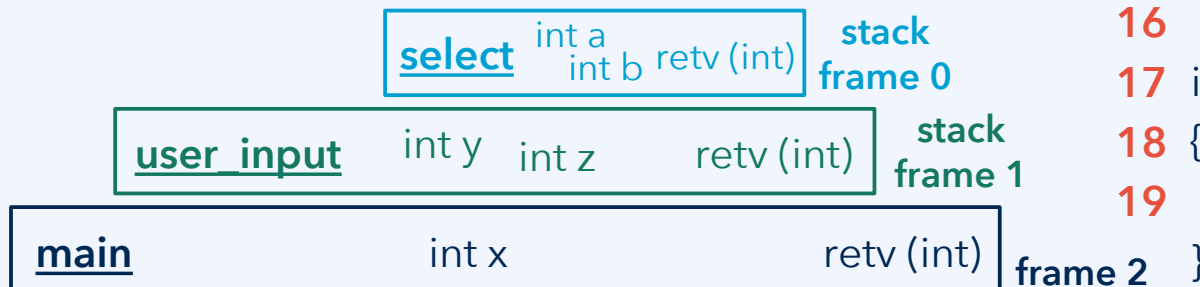 select int a int b retv (int) stack frame 0
user_input int y int z retv (int) stack frame 1
main int x retv (int) frame 2
16
17 i
18 {
19
}